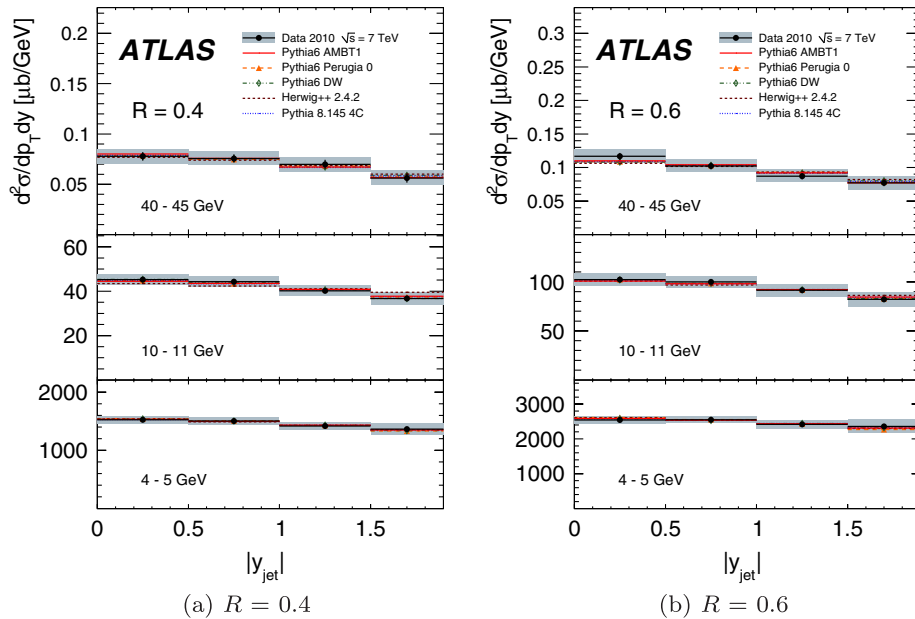 ATLAS
R = 0.4
Data 2010 √s = 7 TeV
Pythia6 AMBT1
Pythia6 Perugia 0
Pythia6 DW
Herwig++ 2.4.2
Pythia 8.145 4C
d²σ/dp_T dy [μb/GeV]
0.2
0.15
0.1
0.05
40 - 45 GeV
60
40
20
10 - 11 GeV
2000
1000
4 - 5 GeV
0 0.5 1 1.5
|y_jet|
(a) R = 0.4
ATLAS
R = 0.6
Data 2010 √s = 7 TeV
Pythia6 AMBT1
Pythia6 Perugia 0
Pythia6 DW
Herwig++ 2.4.2
Pythia 8.145 4C
d²σ/dp_T dy [μb/GeV]
0.3
0.25
0.2
0.15
0.1
0.05
40 - 45 GeV
100
50
10 - 11 GeV
3000
2000
1000
4 - 5 GeV
0 0.5 1 1.5
|y_jet|
(b) R = 0.6